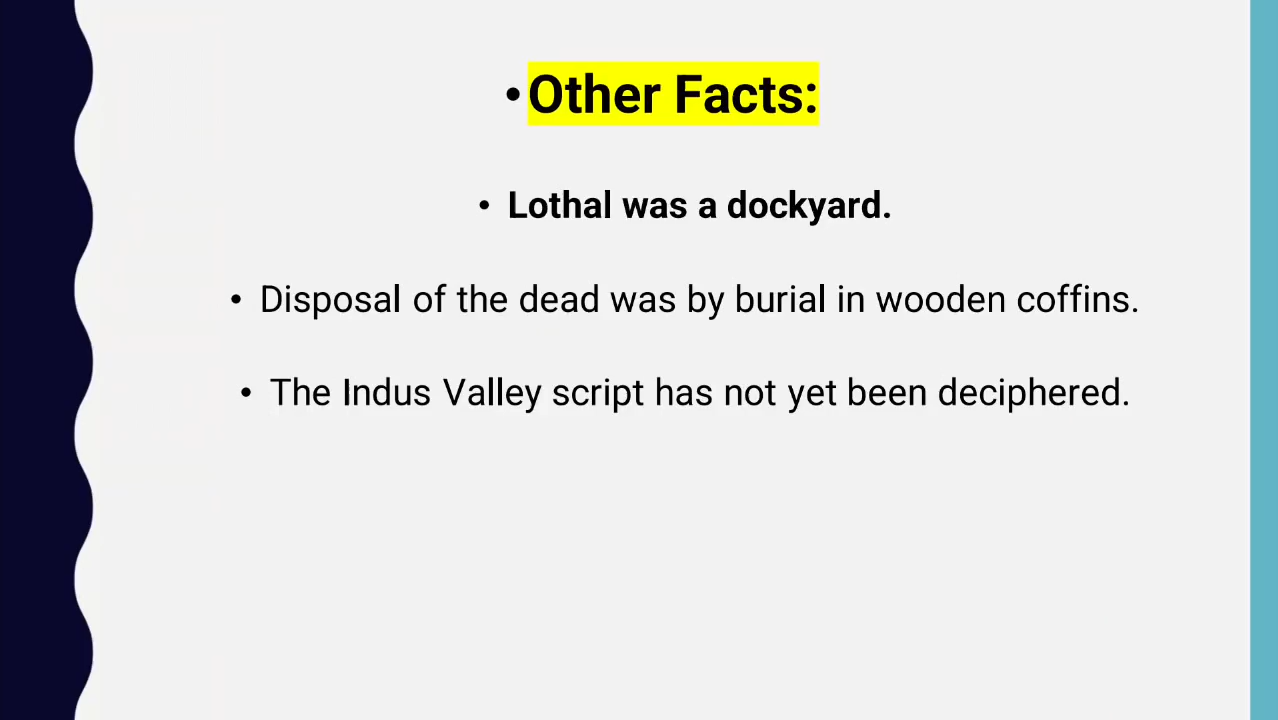 •Other Facts:
• Lothal was a dockyard.
• Disposal of the dead was by burial in wooden coffins.
• The Indus Valley script has not yet been deciphered.